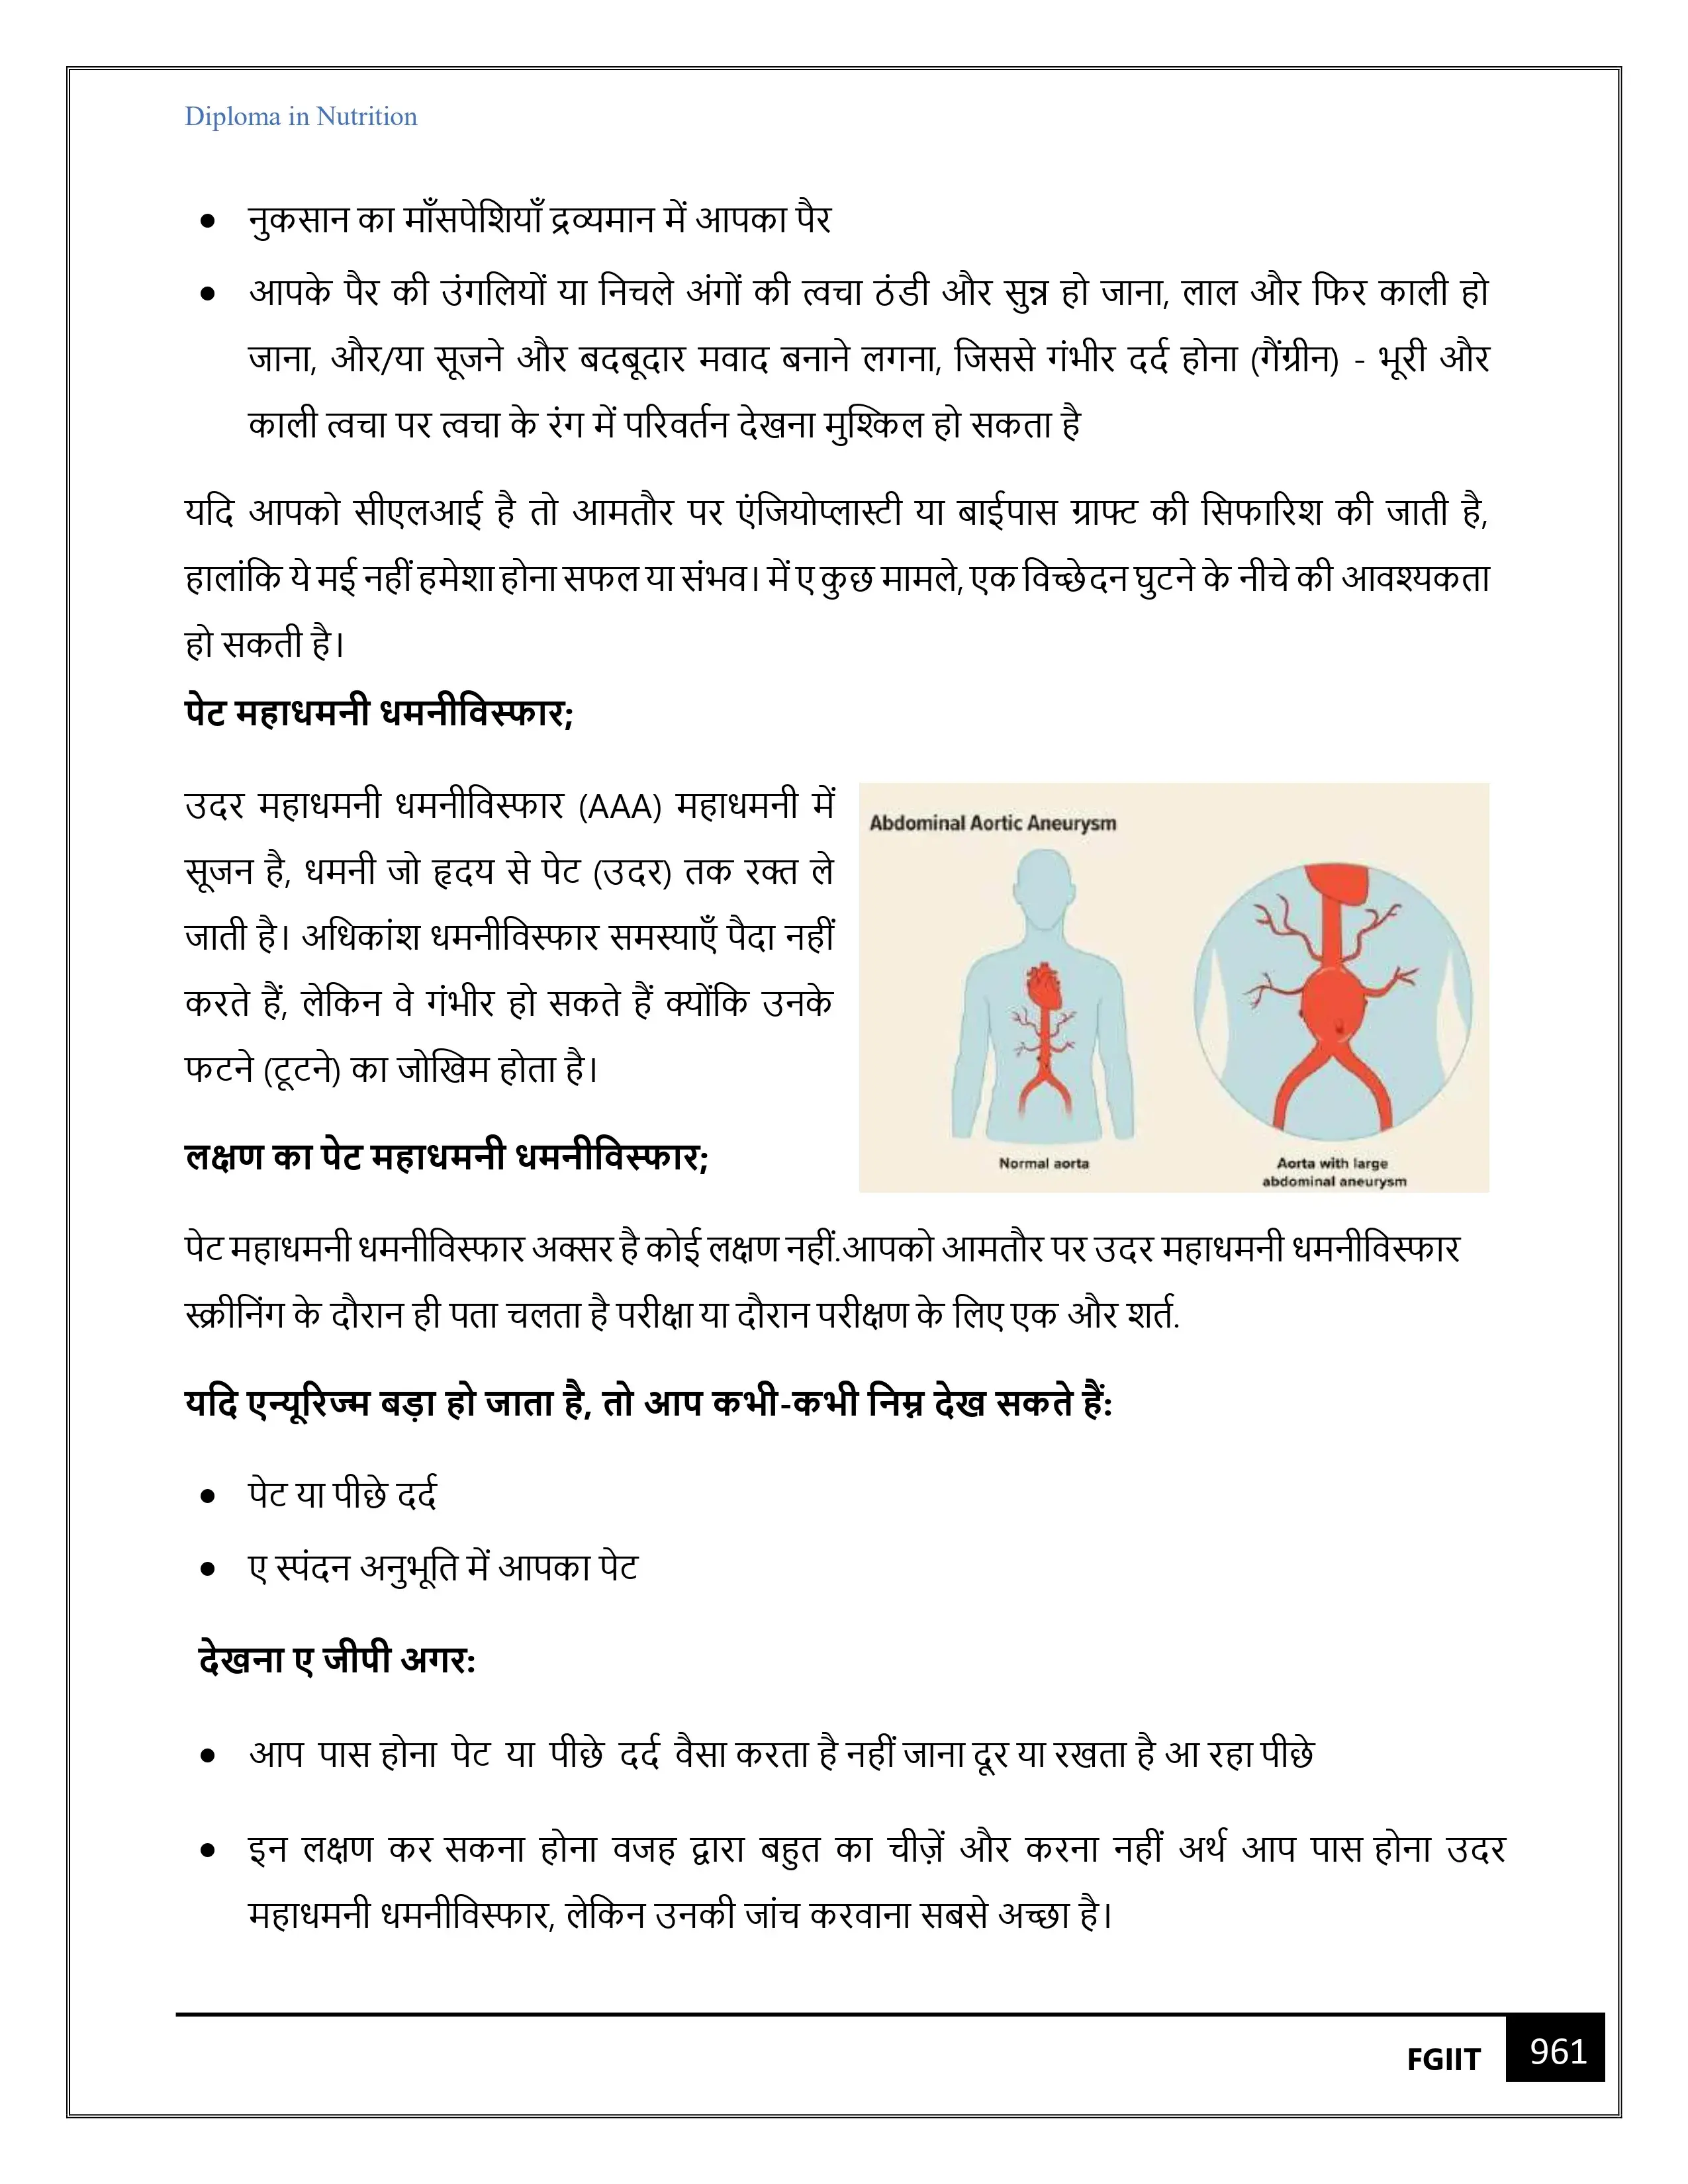 Diploma in Nutrition
• नुकसान का माँसपेशियाँ द्रव्यमान में आपका पैर
• आपके पैर की उंगलियों या निचले अंगों की त्वचा ठंडी और सुन्न हो जाना, लाल और फिर काली हो
जाना, और/या सूजने और बदबूदार मवाद बनाने लगना, जिससे गंभीर दर्द होना (गैंग्रीन) - भूरी और
काली त्वचा पर त्वचा के रंग में परिवर्तन देखना मुश्किल हो सकता है
यदि आपको सीएलआई है तो आमतौर पर एंजियोप्लास्टी या बाईपास ग्राफ्ट की सिफारिश की जाती है,
हालांकि ये मई नहीं हमेशा होना सफल या संभव। में ए कुछ मामले, एक विच्छेदन घुटने के नीचे की आवश्यकता
हो सकती है।
पेट महाधमनी धमनीविस्फार;
उदर महाधमनी धमनीविस्फार (AAA) महाधमनी में
सूजन है, धमनी जो हृदय से पेट (उदर) तक रक्त ले
जाती है। अधिकांश धमनीविस्फार समस्याएँ पैदा नहीं
करते हैं, लेकिन वे गंभीर हो सकते हैं क्योंकि उनके
फटने (टूटने) का जोखिम होता है।
Abdominal Aortic Aneurysm
Normal aorta
Aorta with large
abdominal aneurysm
लक्षण का पेट महाधमनी धमनीविस्फार;
पेट महाधमनी धमनीविस्फार अक्सर है कोई लक्षण नहीं.आपको आमतौर पर उदर महाधमनी धमनीविस्फार
स्क्रीनिंग के दौरान ही पता चलता है परीक्षा या दौरान परीक्षण के लिए एक और शर्त.
यदि एन्यूरिज्म बड़ा हो जाता है, तो आप कभी-कभी निम्न देख सकते हैं:
• पेट या पीछे दर्द
• ए स्पंदन अनुभूति में आपका पेट
देखना ए जीपी अगर:
• आप पास होना पेट या पीछे दर्द वैसा करता है नहीं जाना दूर या रखता है आ रहा पीछे
• इन लक्षण कर सकना होना वजह द्वारा बहुत का चीज़ें और करना नहीं अर्थ आप पास होना उदर
महाधमनी धमनीविस्फार, लेकिन उनकी जांच करवाना सबसे अच्छा है।
FGIIT 961